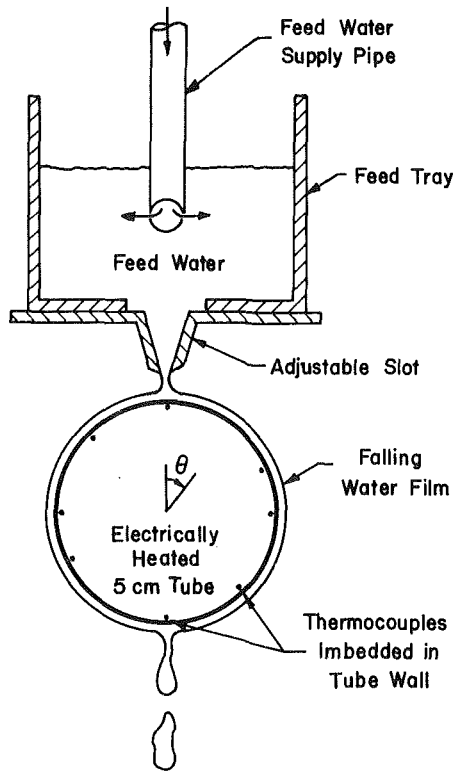 Feed Water
Supply Pipe
Feed Tray
Feed Water
Adjustable Slot
θ
Falling
Water Film
Electrically
Heated
5 cm Tube
Thermocouples
Imbedded in
Tube Wall